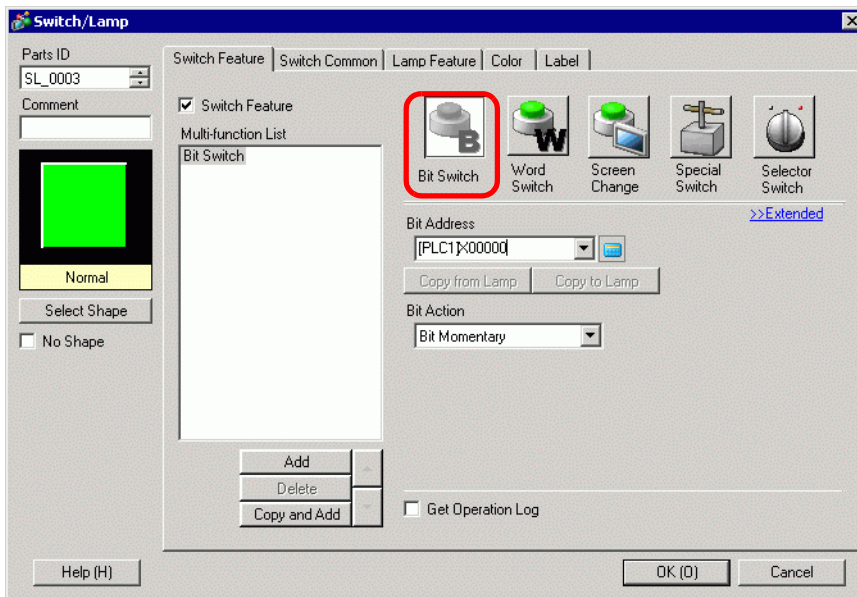 Switch/Lamp
Parts ID
SL_0003
Comment
Normal
Select Shape
No Shape
Switch Feature
Switch Common
Lamp Feature
Color
Label
Switch Feature
Multi-function List
Bit Switch
Add
Delete
Copy and Add
B
Bit Switch
W
Word
Switch
Screen
Change
Special
Switch
Selector
Switch
>>Extended
Bit Address
[PLC1]X00000
Copy from Lamp
Copy to Lamp
Bit Action
Bit Momentary
Get Operation Log
Help (H)
OK (O)
Cancel